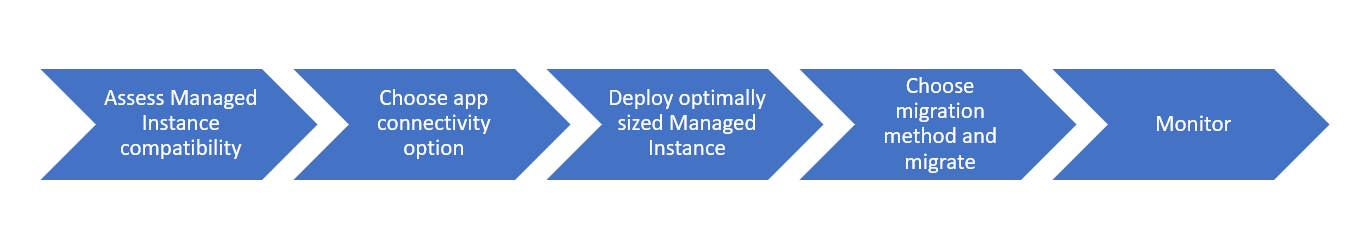 Assess Managed
Instance
compatibility
Choose app
connectivity
option
Deploy optimally
sized Managed
Instance
Choose
migration
method and
migrate
Monitor